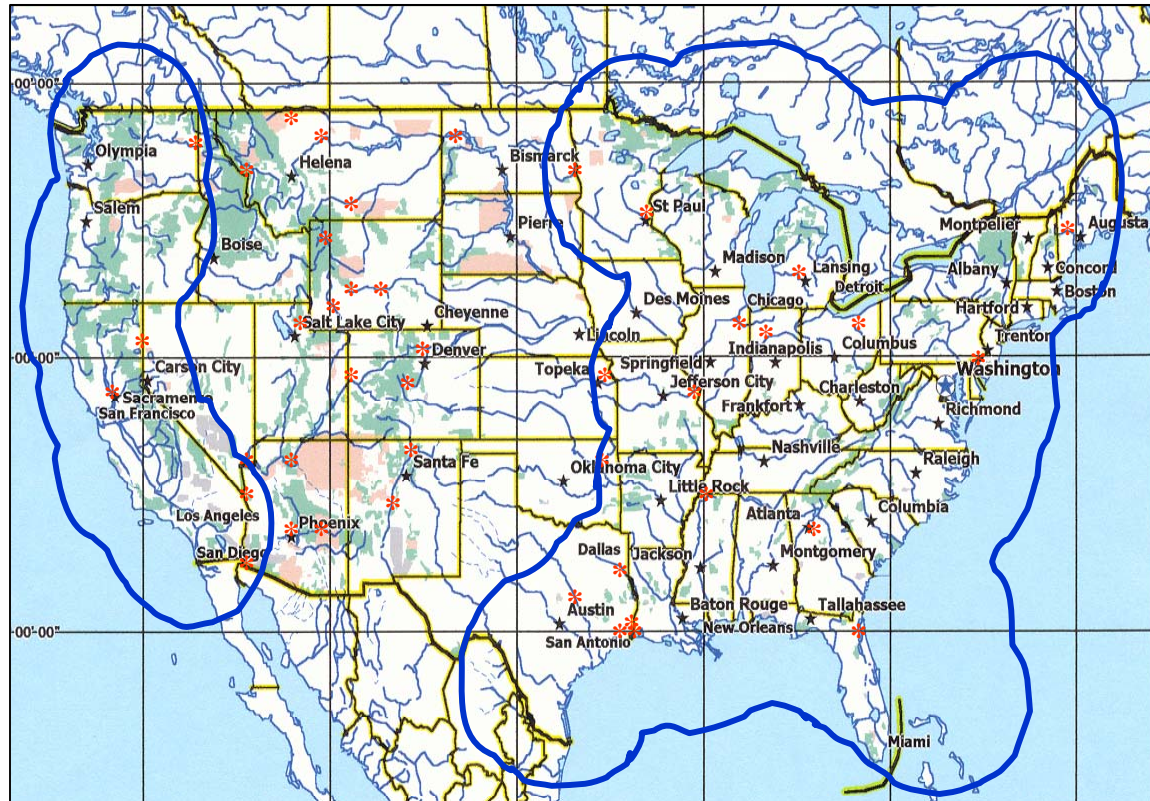 00°00"
Olympia
Helena
Bismarck
Salem
St Paul
Montpelier
Augusta
Pierre
Boise
Madison
Lansing
Albany
Concord
Detroit
Boston
Des Moines
Chicago
Hartford
Cheyenne
Salt Lake City
Lincoln
Trenton
Denver
Indianapolis
Columbus
Carson City
Topeka
Springfield
Washington
Jefferson City
Charleston
Sacramento
San Francisco
Frankfort
Richmond
Nashville
Santa Fe
Oklahoma City
Raleigh
Little Rock
Los Angeles
Phoenix
Atlanta
Columbia
San Diego
Dallas
Jackson
Montgomery
Austin
Baton Rouge
Tallahassee
New Orleans
San Antonio
Miami